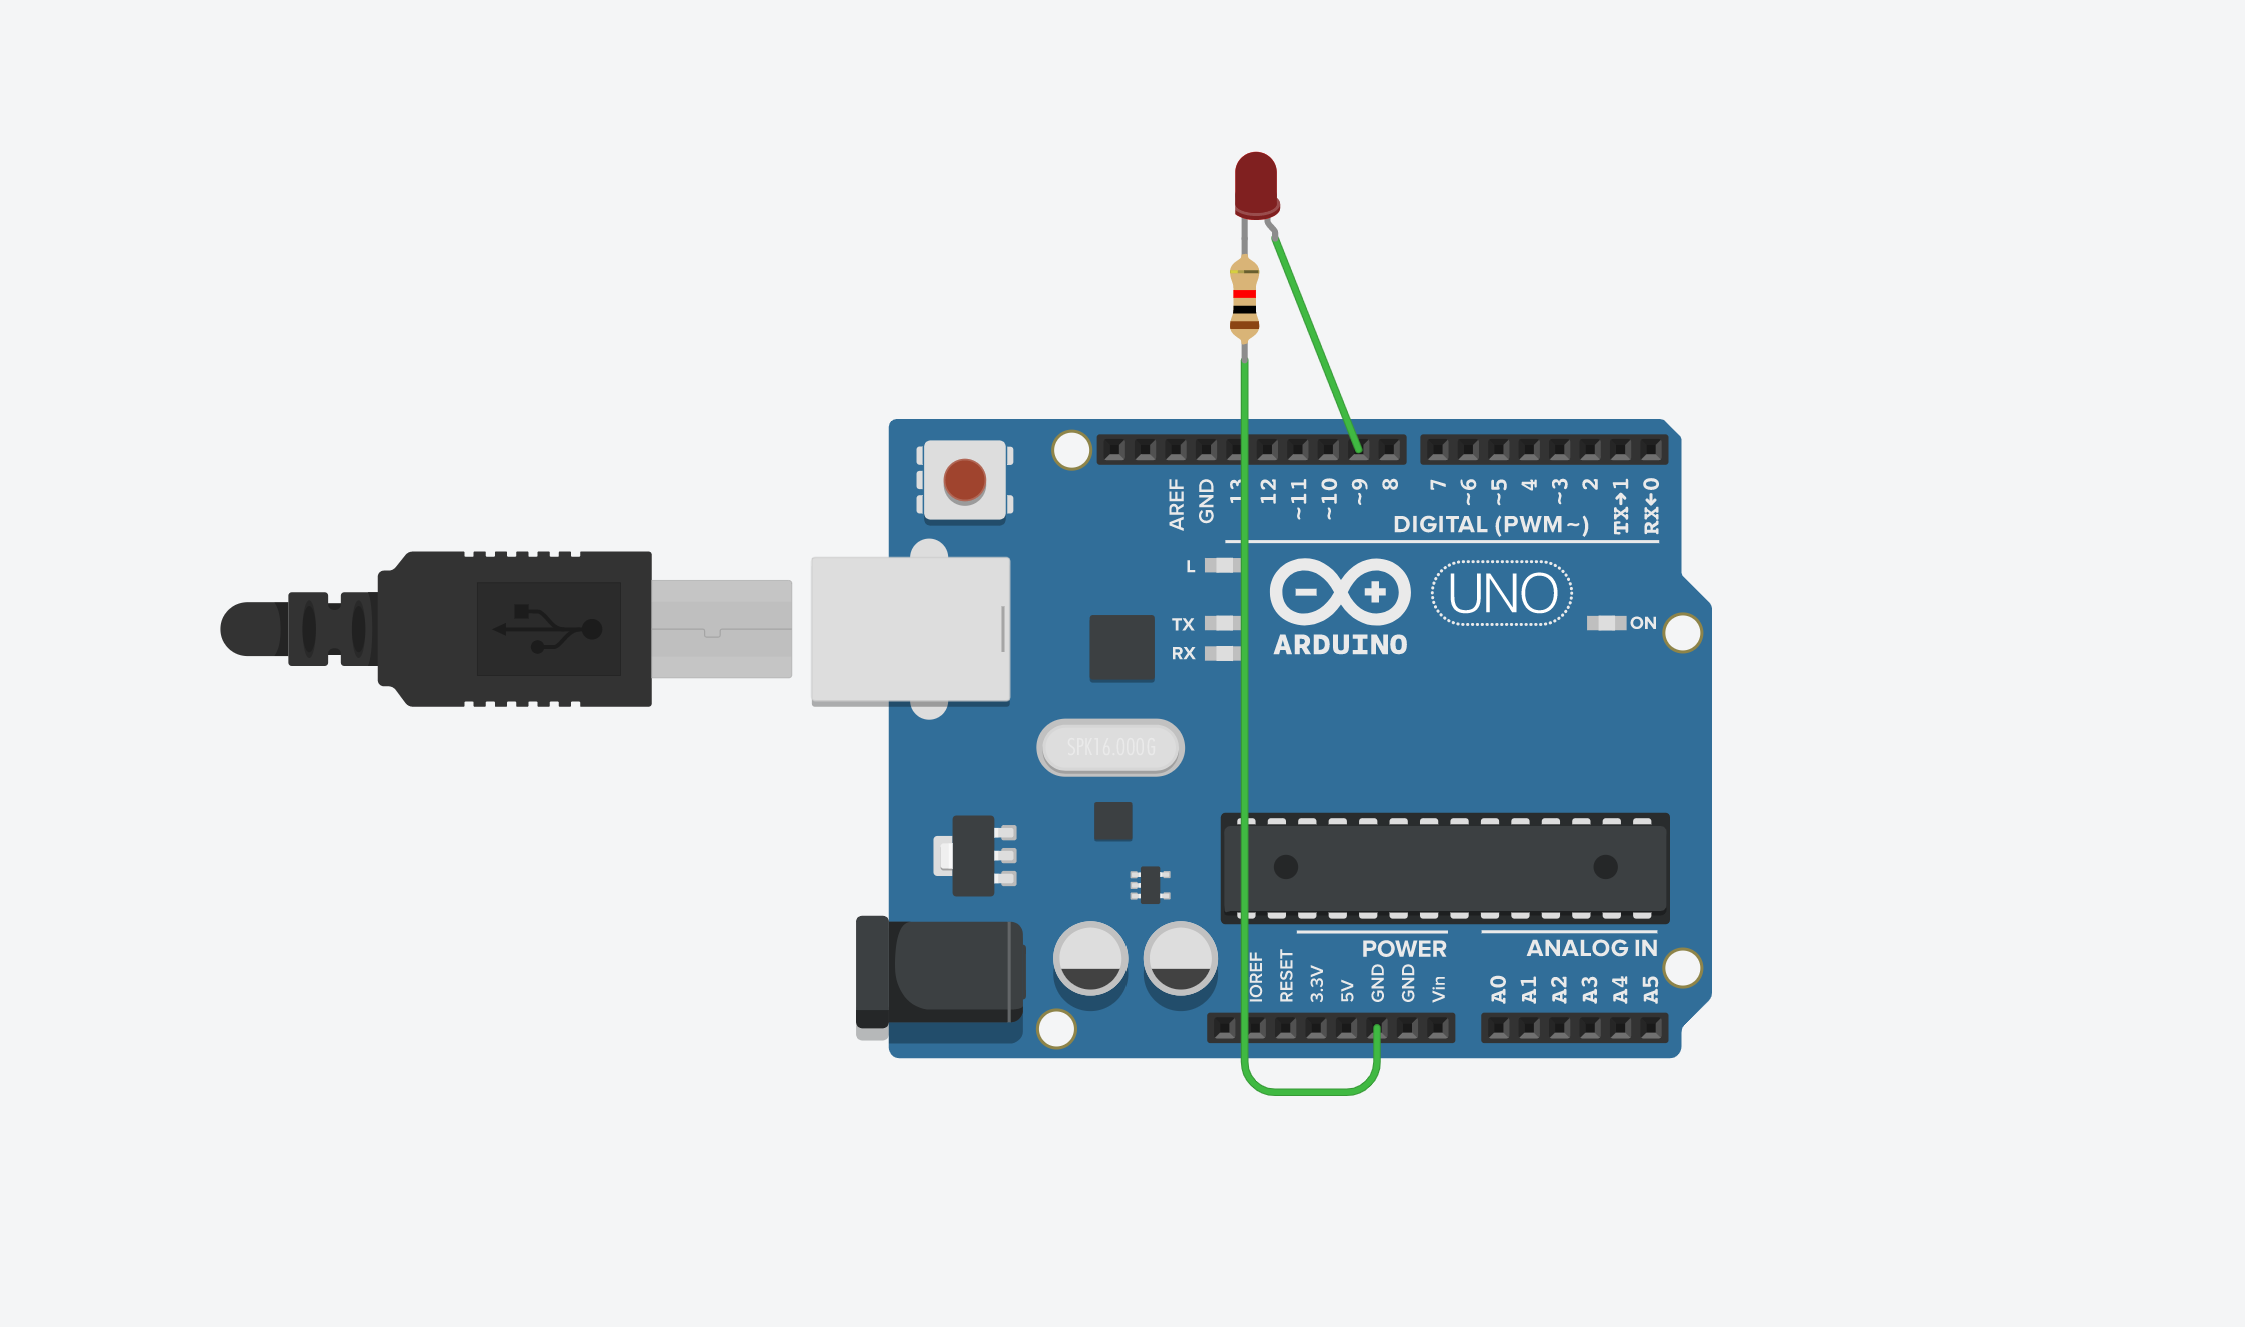 AREF
GND
13
12
~11
~10
~9
8
7
~6
~5
4
~3
2
TX→1
RX←0
DIGITAL (PWM~)
L
TX
RX
ARDUINO
UNO
ON
SPK16.000G
POWER
ANALOG IN
IOREF
RESET
3.3V
5V
GND
GND
Vin
A0
A1
A2
A3
A4
A5